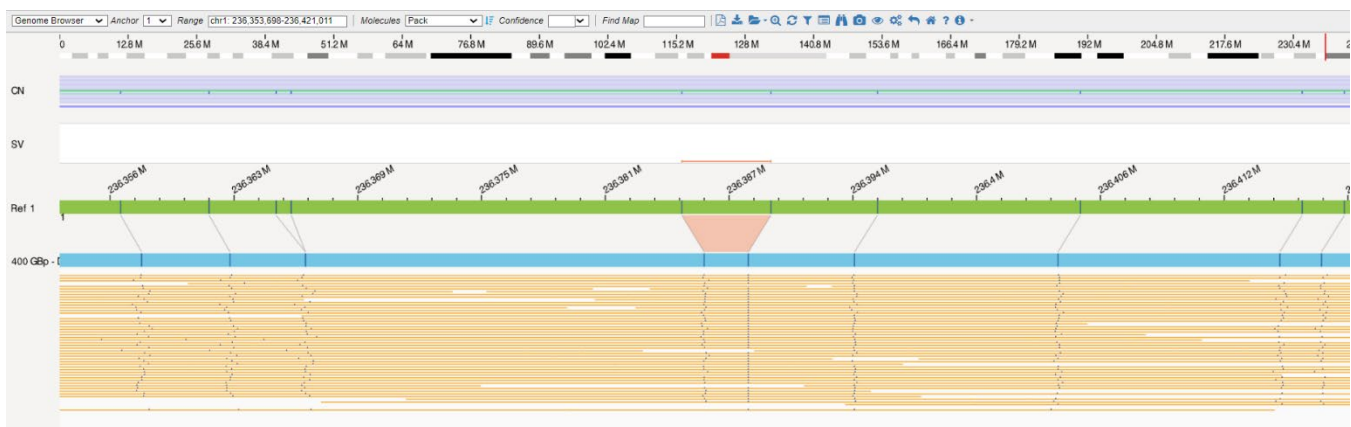 Genome Browser Anchor 1 Range chr1: 236,353,698-236,421,011 Molecules Pack Confidence Find Map
0 12.8 M 25.6 M 38.4 M 51.2 M 64 M 76.8 M 89.6 M 102.4 M 115.2 M 128 M 140.8 M 153.6 M 166.4 M 179.2 M 192 M 204.8 M 217.6 M 230.4 M
CN
SV
236.356 M 236.363 M 236.369 M 236.375 M 236.381 M 236.387 M 236.394 M 236.4 M 236.406 M 236.412 M
Ref 1
1
400 GBp -